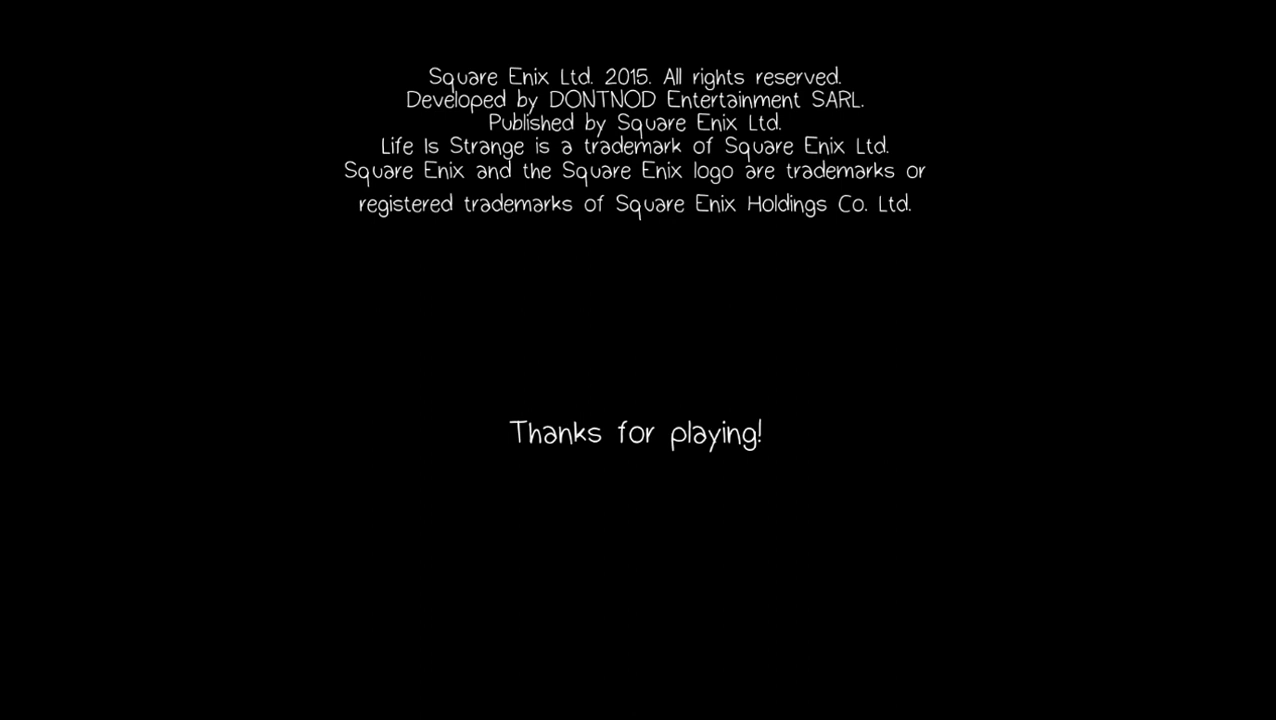 Square Enix Ltd. 2015. All rights reserved.
Developed by DONTNOD Entertainment SARL.
Published by Square Enix Ltd.
Life Is Strange is a trademark of Square Enix Ltd.
Square Enix and the Square Enix logo are trademarks or
registered trademarks of Square Enix Holdings Co. Ltd.
Thanks for playing!